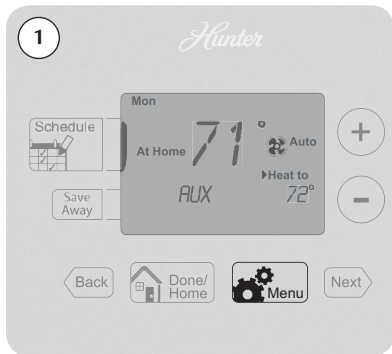 1
Hunter
Mon
Schedule
At Home
71°
Auto
Heat to
Save
Away
AUX
72°
+
-
Back
Done/
Home
Menu
Next